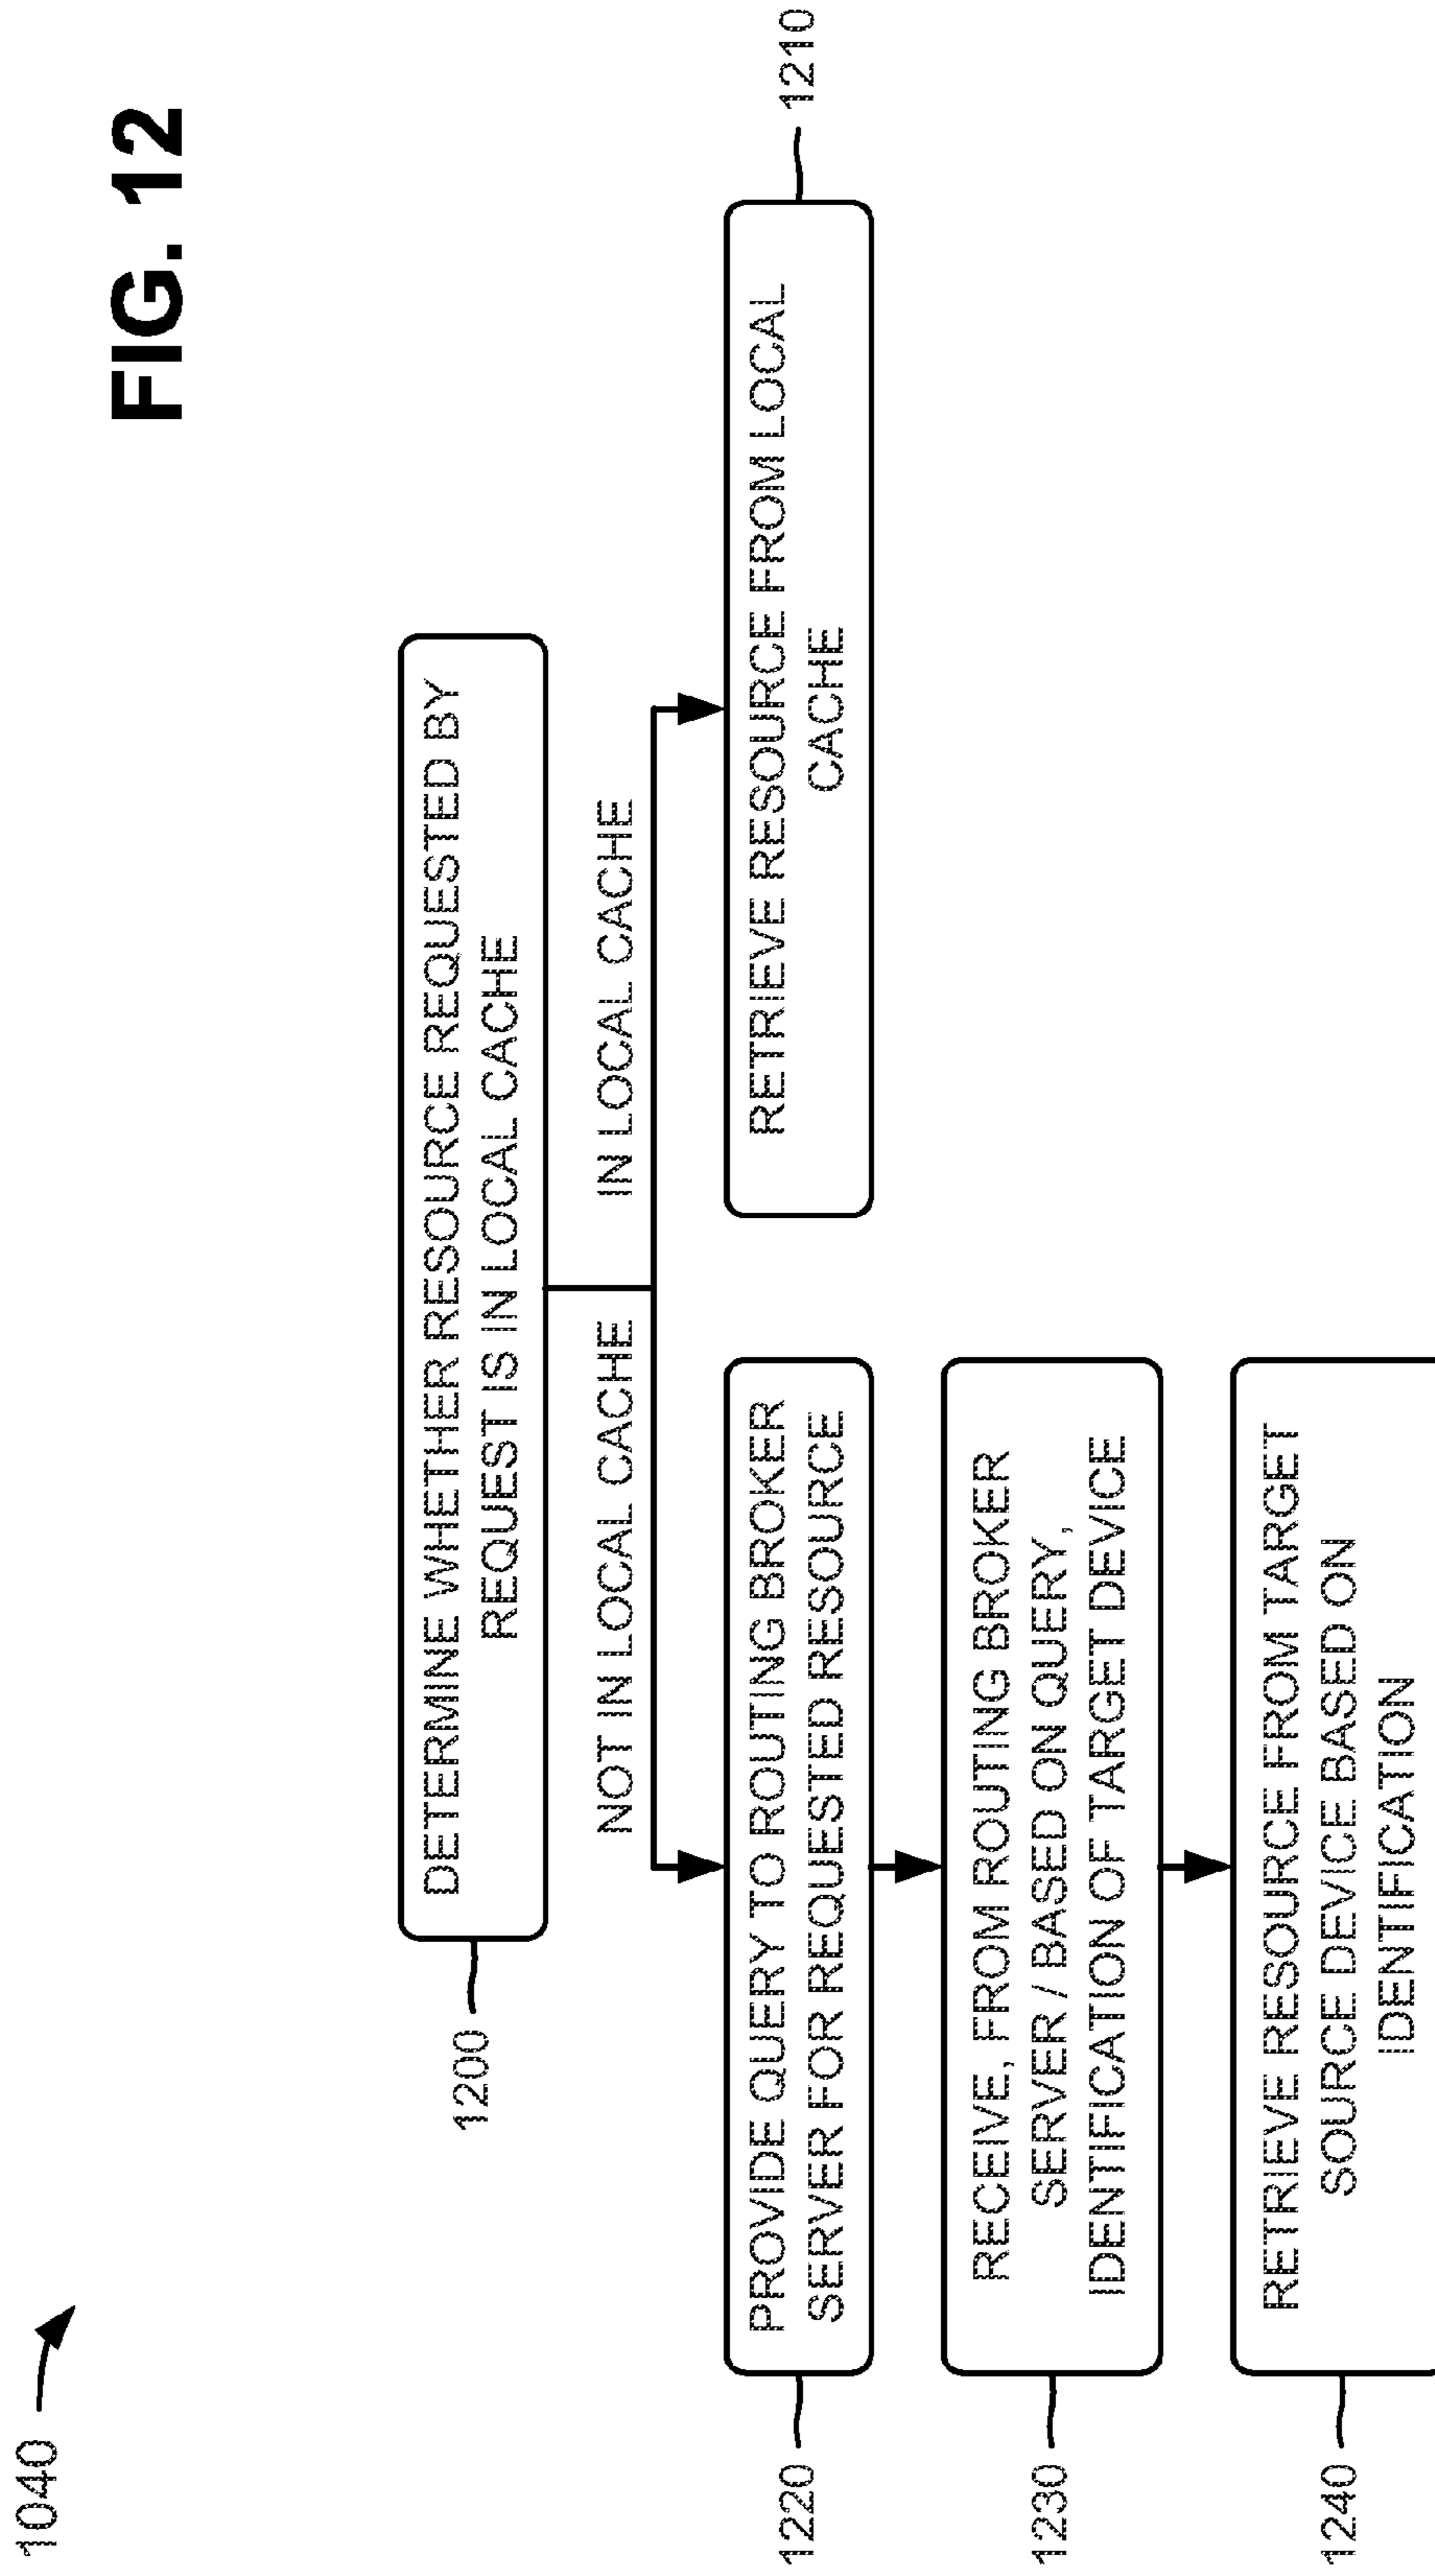 1040
FIG. 12
1200
DETERMINE WHETHER RESOURCE REQUESTED BY
REQUEST IS IN LOCAL CACHE
NOT IN LOCAL CACHE
IN LOCAL CACHE
1220
PROVIDE QUERY TO ROUTING BROKER
SERVER FOR REQUESTED RESOURCE
RETRIEVE RESOURCE FROM LOCAL
CACHE
1210
1230
RECEIVE, FROM ROUTING BROKER
SERVER / BASED ON QUERY,
IDENTIFICATION OF TARGET DEVICE
1240
RETRIEVE RESOURCE FROM TARGET
SOURCE DEVICE BASED ON
IDENTIFICATION